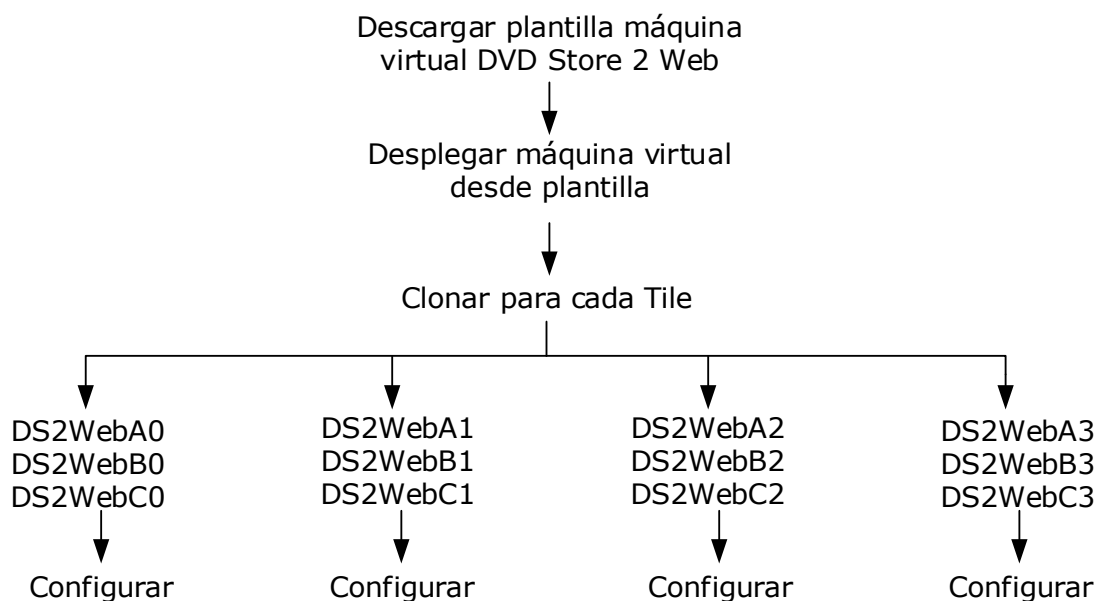 Descargar plantilla máquina
virtual DVD Store 2 Web
Desplegar máquina virtual
desde plantilla
Clonar para cada Tile
DS2WebA0
DS2WebB0
DS2WebC0
Configurar
DS2WebA1
DS2WebB1
DS2WebC1
Configurar
DS2WebA2
DS2WebB2
DS2WebC2
Configurar
DS2WebA3
DS2WebB3
DS2WebC3
Configurar